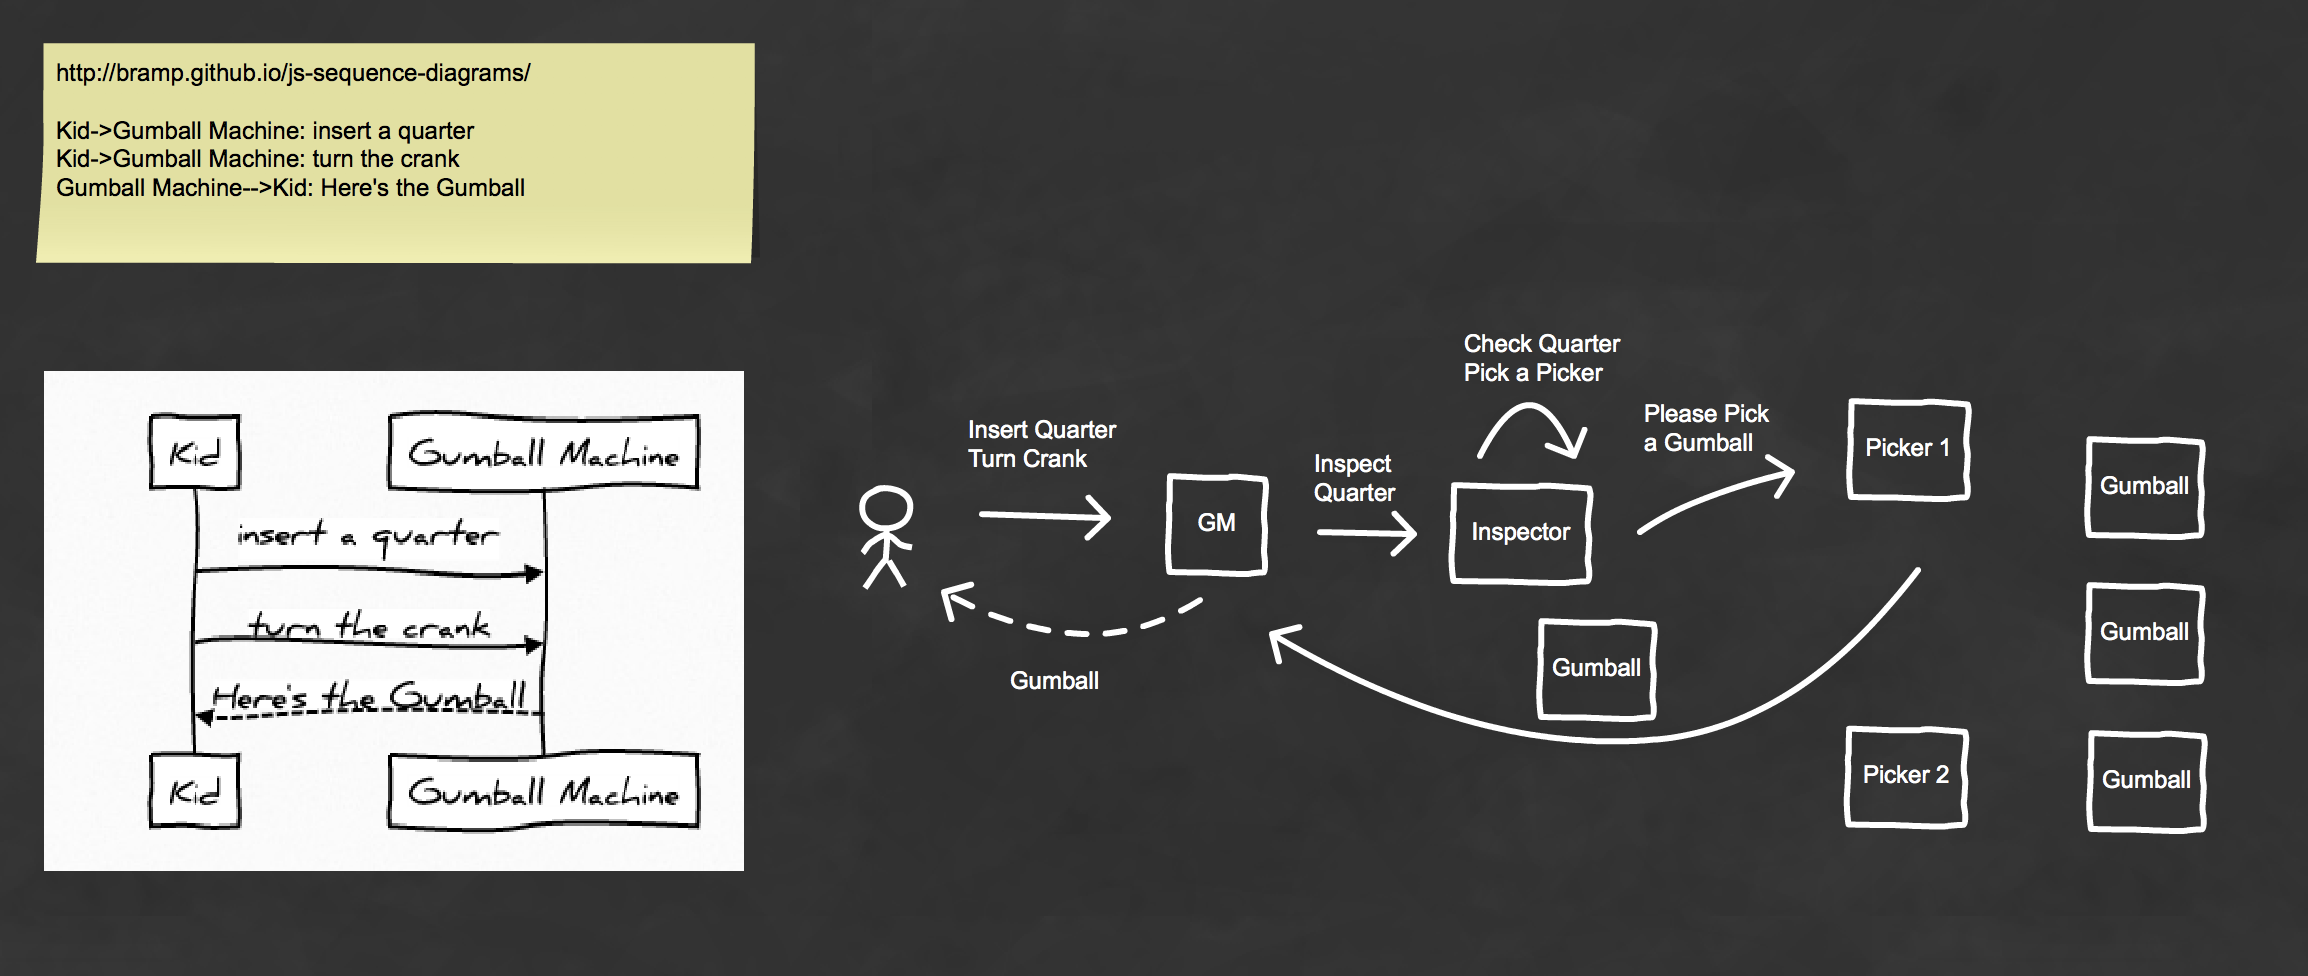 http://bramp.github.io/js-sequence-diagrams/
Kid->Gumball Machine: insert a quarter
Kid->Gumball Machine: turn the crank
Gumball Machine-->Kid: Here's the Gumball
Kid
Gumball Machine
insert a quarter
turn the crank
Here's the Gumball
Kid
Gumball Machine
Insert Quarter
Turn Crank
GM
Gumball
Inspect
Quarter
Check Quarter
Pick a Picker
Inspector
Please Pick
a Gumball
Gumball
Picker 1
Picker 2
Gumball
Gumball
Gumball